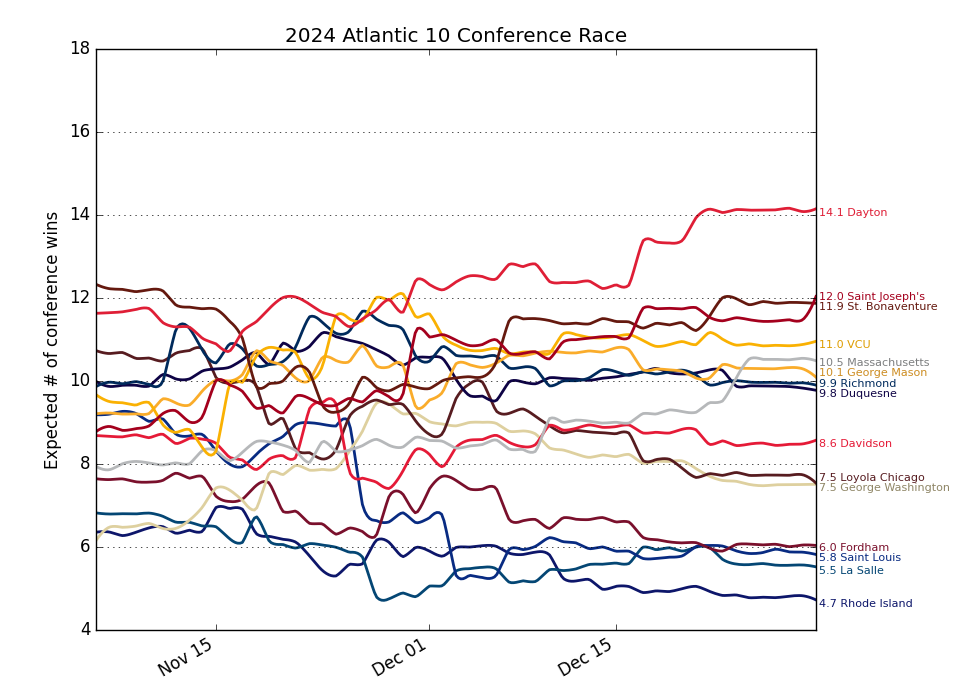 2024 Atlantic 10 Conference Race
Expected # of conference wins
18
16
14
12
10
8
6
4
14.1 Dayton
12.0 Saint Joseph's
11.9 St. Bonaventure
11.0 VCU
10.5 Massachusetts
10.1 George Mason
9.9 Richmond
9.8 Duquesne
8.6 Davidson
7.5 Loyola Chicago
7.5 George Washington
6.0 Fordham
5.8 Saint Louis
5.5 La Salle
4.7 Rhode Island
Nov 15
Dec 01
Dec 15